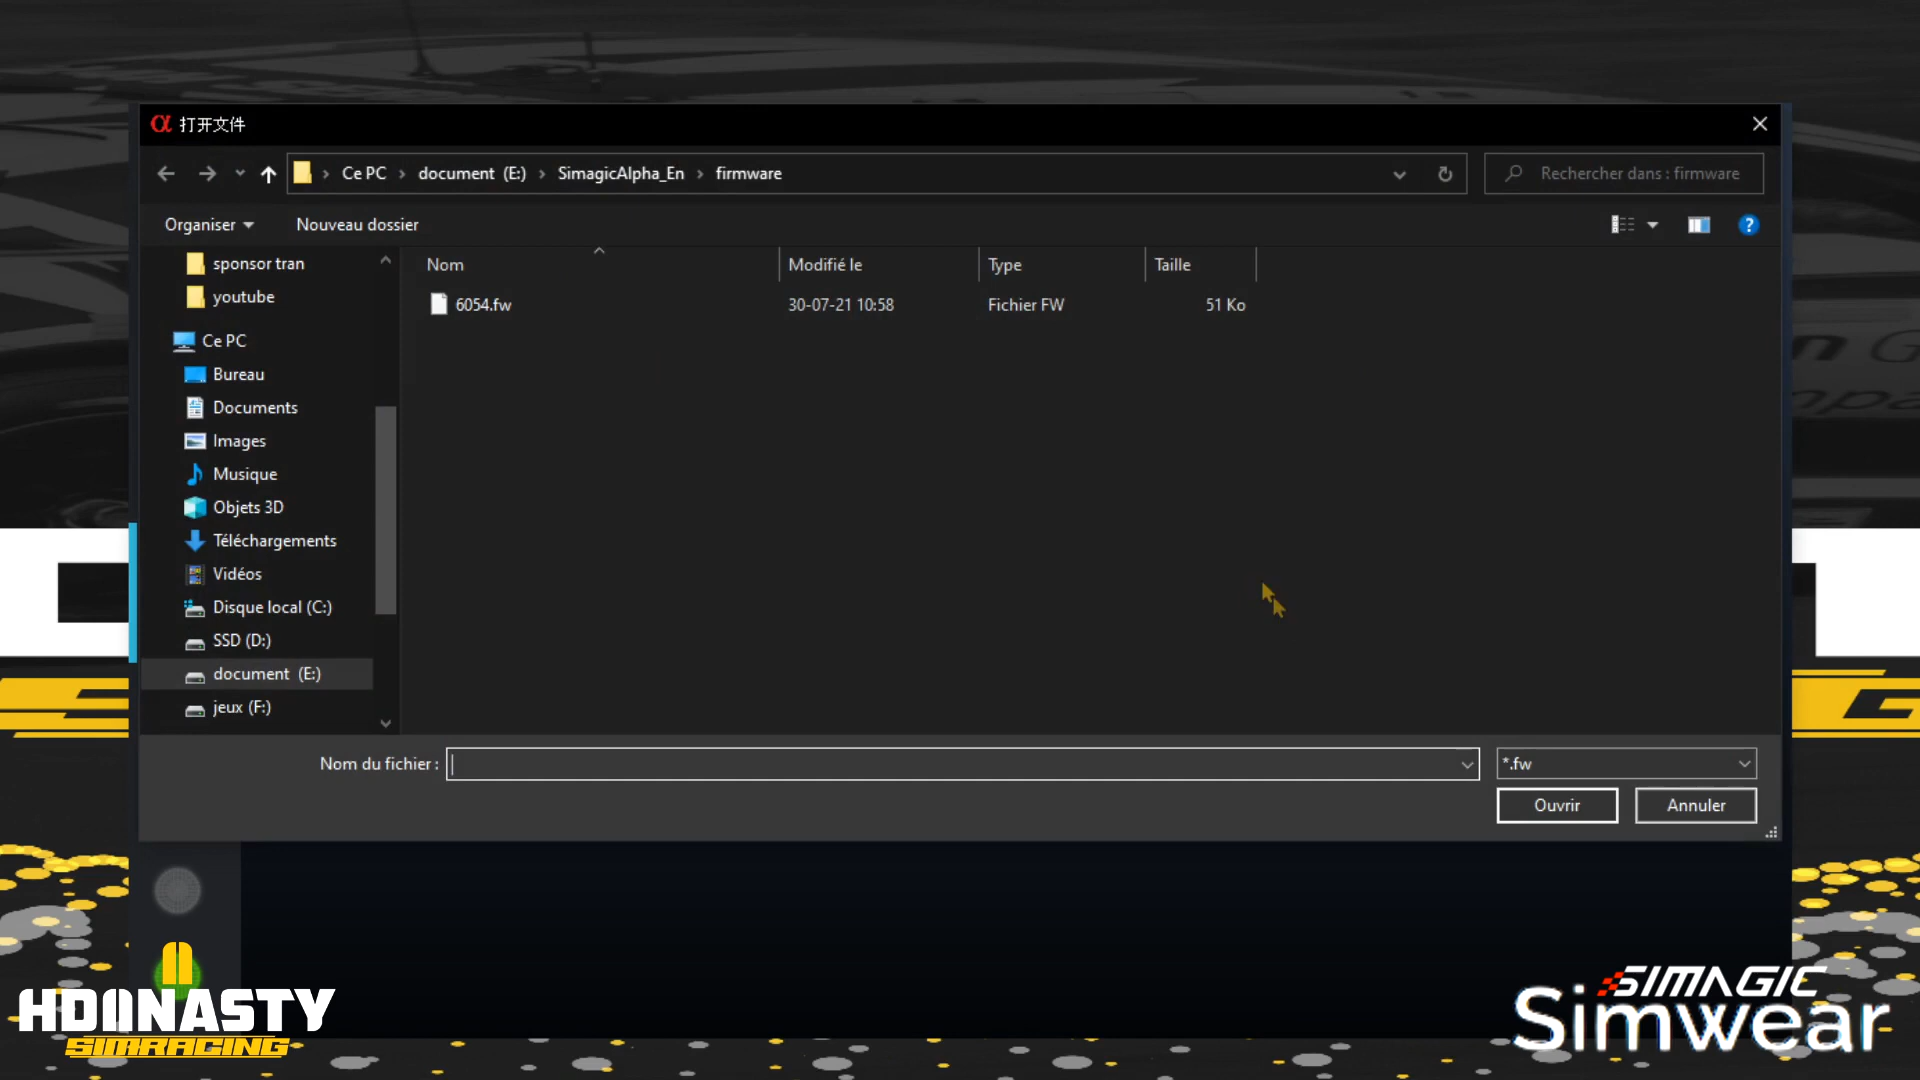 α 打开文件
Ce PC › document (E:) › SimagicAlpha_En › firmware
Rechercher dans : firmware
Organiser
Nouveau dossier
sponsor tran
youtube
Ce PC
Bureau
Documents
Images
Musique
Objets 3D
Téléchargements
Vidéos
Disque local (C:)
SSD (D:)
document (E:)
jeux (F:)
Nom Modifié le Type Taille
6054.fw 30-07-21 10:58 Fichier FW 51 Ko
Nom du fichier :
*.fw
Ouvrir
Annuler
HDYNASTY
SIMRACING
SIMAGIC
Simwear